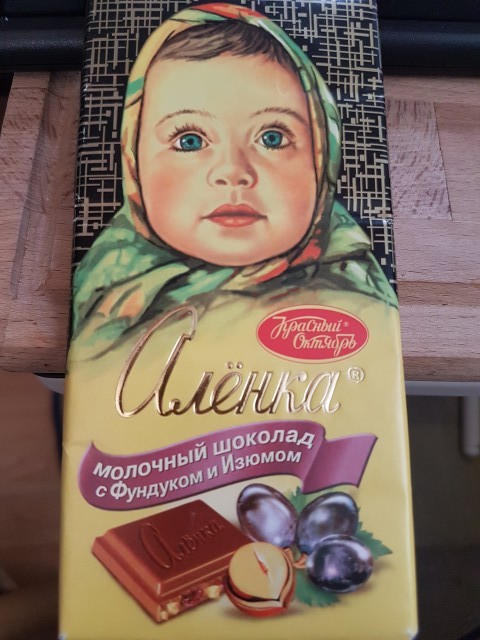 Красный
Октябрь
Алёнка®
МОЛОЧНЫЙ ШОКОЛАД
с Фундуком и Изюмом
Алёнка